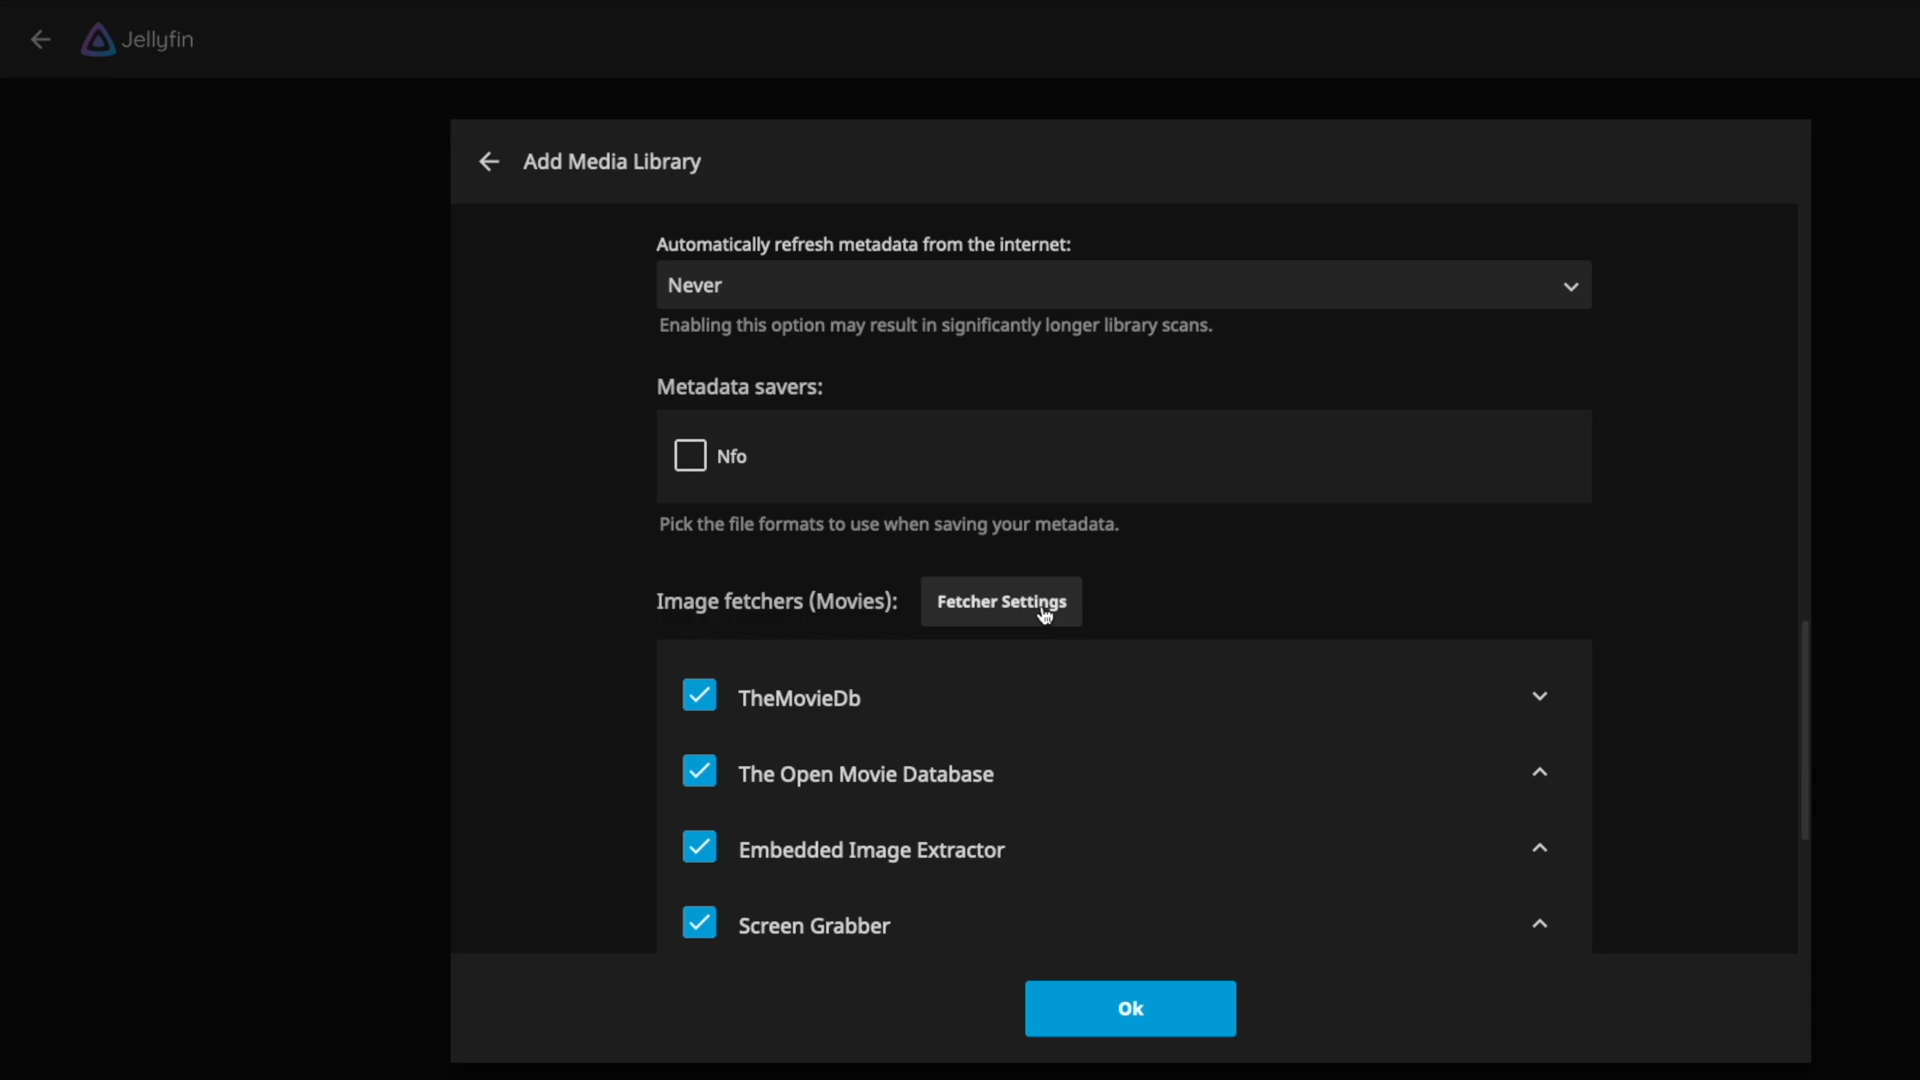 Jellyfin
Add Media Library
Automatically refresh metadata from the internet:
Never
Enabling this option may result in significantly longer library scans.
Metadata savers:
Nfo
Pick the file formats to use when saving your metadata.
Image fetchers (Movies):
Fetcher Settings
TheMovieDb
The Open Movie Database
Embedded Image Extractor
Screen Grabber
Ok